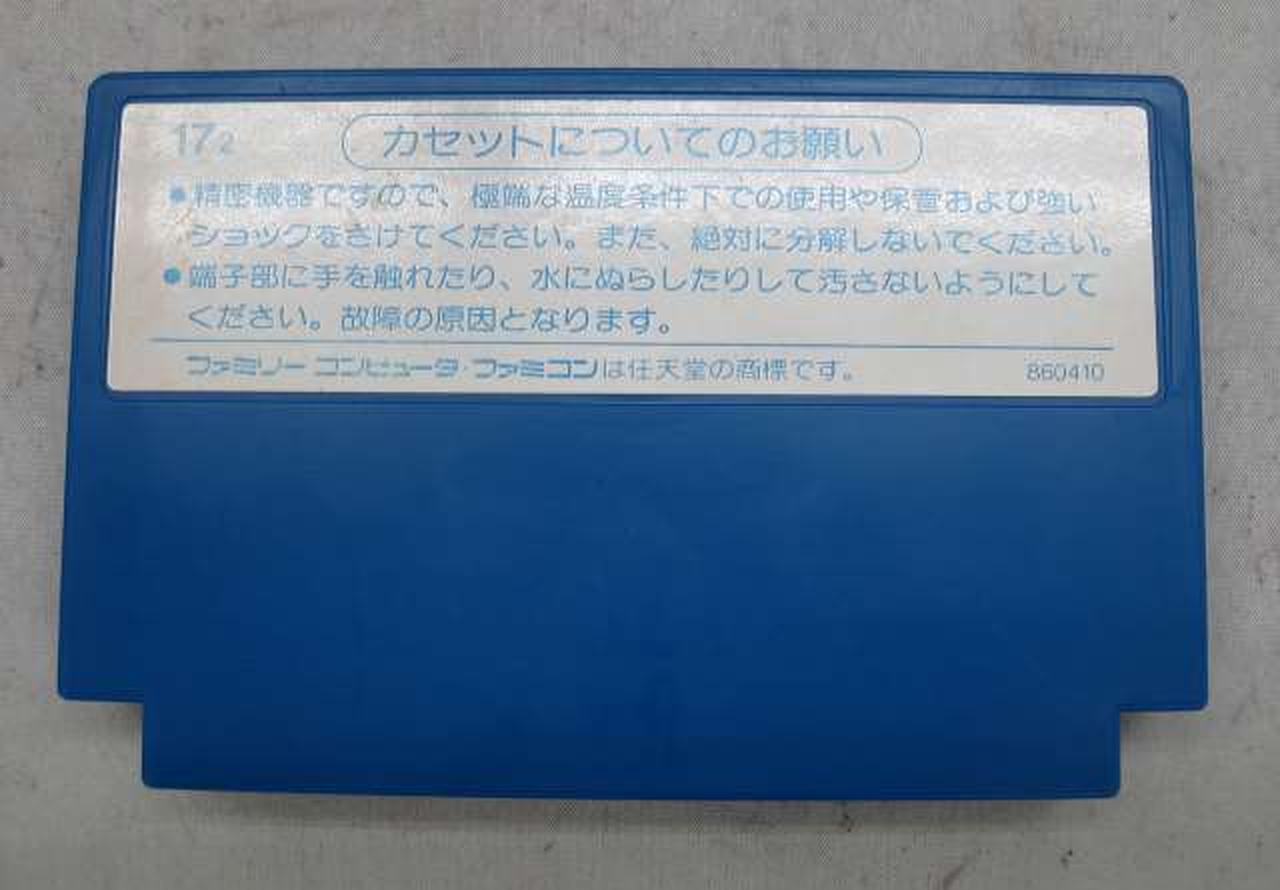 172
カセットについてのお願い
●精密機器ですので、極端な温度条件下での使用や保管および強い
ショックをさけてください。また、絶対に分解しないでください。
●端子部に手を触れたり、水にぬらしたりして汚さないようにして
ください。故障の原因となります。
ファミリー コンピュータ・ファミコンは任天堂の商標です。 860410